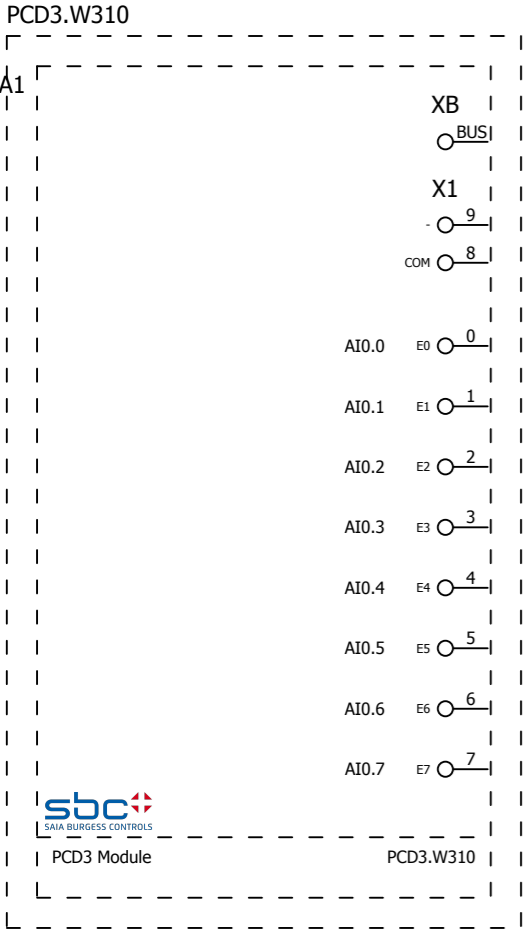 PCD3.W310
A1
XB
BUS
X1
- 9
COM 8
AI0.0 E0 0
AI0.1 E1 1
AI0.2 E2 2
AI0.3 E3 3
AI0.4 E4 4
AI0.5 E5 5
AI0.6 E6 6
AI0.7 E7 7
sbc
SAIA BURGESS CONTROLS
PCD3 Module PCD3.W310